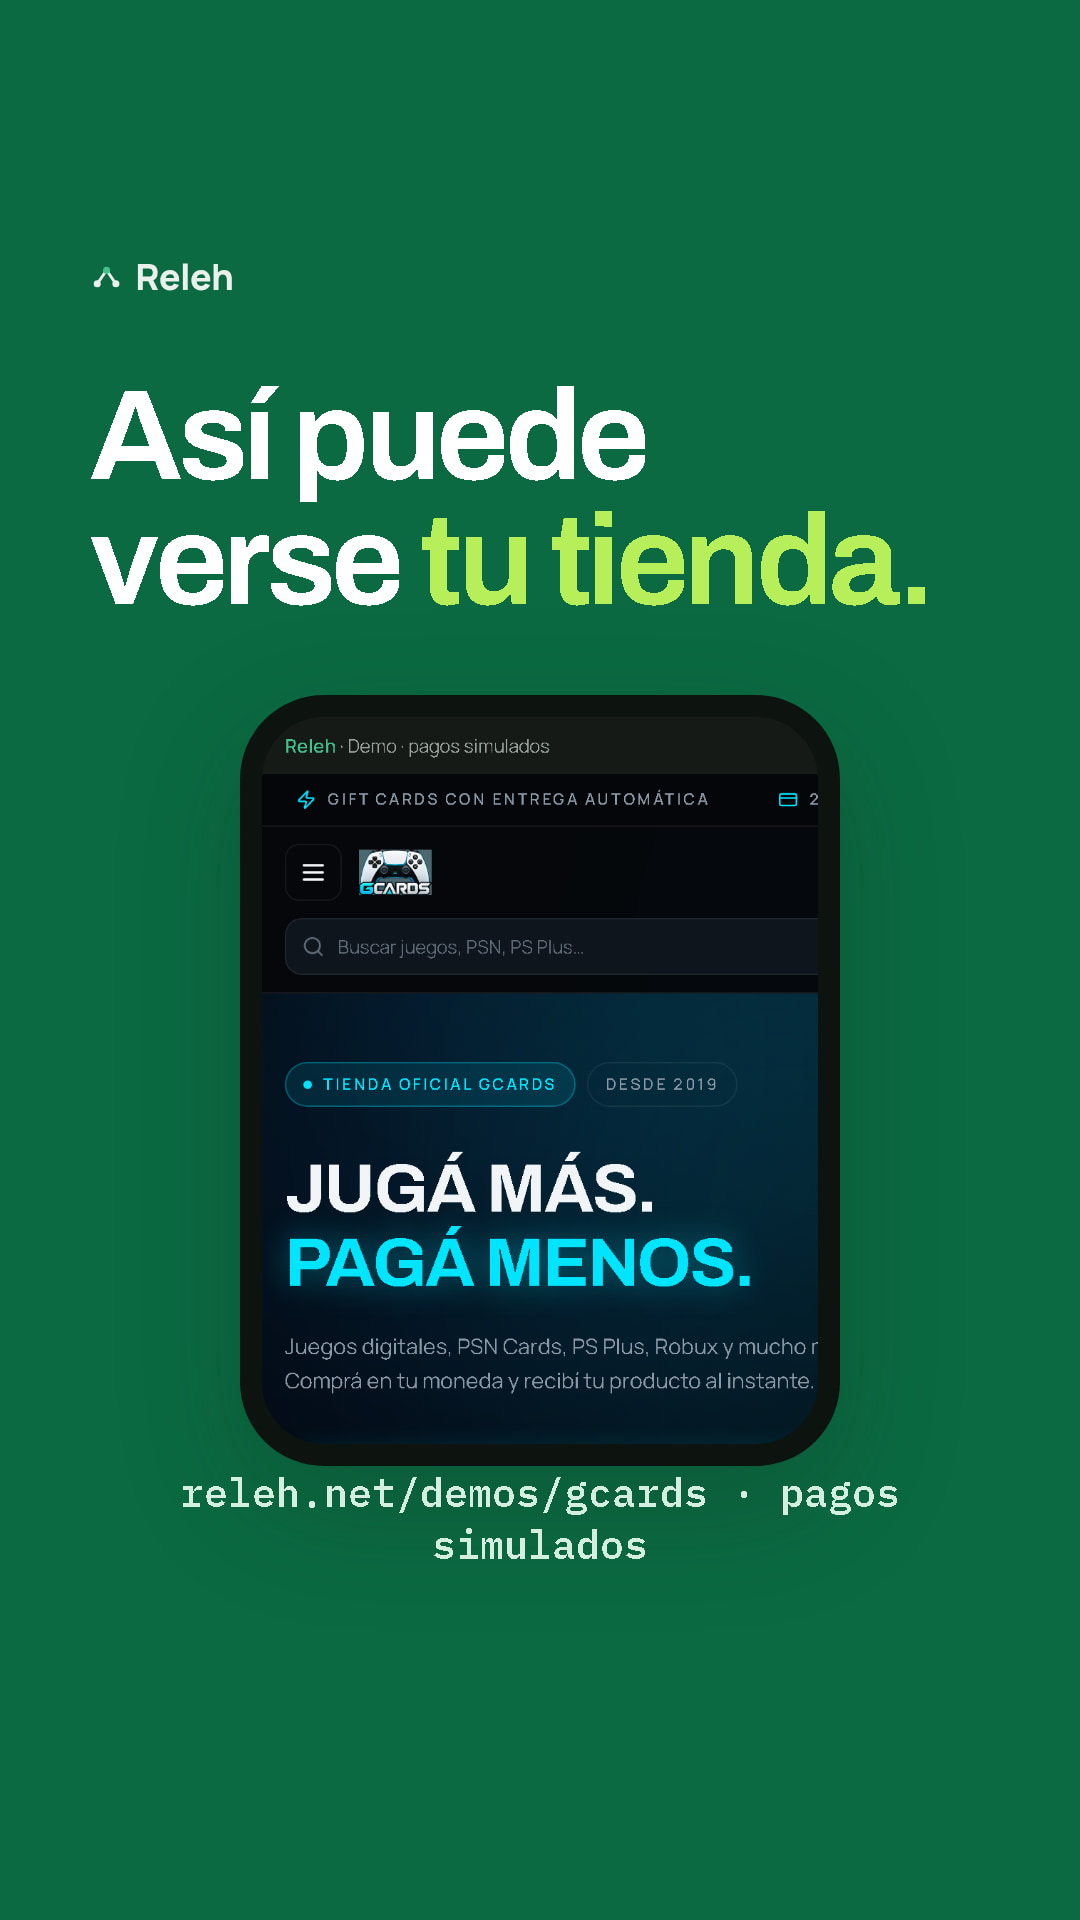 Releh
Así puede
verse tu tienda.
Releh · Demo · pagos simulados
GIFT CARDS CON ENTREGA AUTOMÁTICA 2
GCARDS
Buscar juegos, PSN, PS Plus...
TIENDA OFICIAL GCARDS DESDE 2019
JUGÁ MÁS.
PAGÁ MENOS.
Juegos digitales, PSN Cards, PS Plus, Robux y mucho
Comprá en tu moneda y recibí tu producto al instante.
releh.net/demos/gcards · pagos
simulados